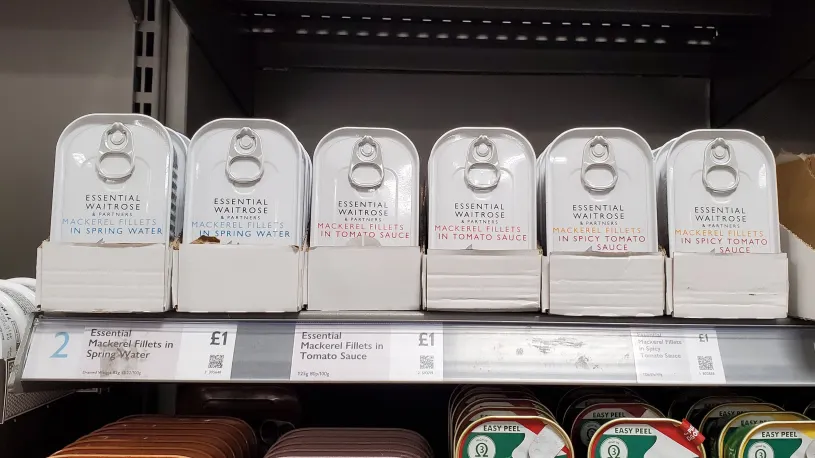 ESSENTIAL
WAITROSE
& PARTNERS
MACKEREL FILLETS
IN SPRING WATER
ESSENTIAL
WAITROSE
& PARTNERS
MACKEREL FILLETS
IN SPRING WATER
ESSENTIAL
WAITROSE
& PARTNERS
MACKEREL FILLETS
IN TOMATO SAUCE
ESSENTIAL
WAITROSE
& PARTNERS
MACKEREL FILLETS
IN TOMATO SAUCE
ESSENTIAL
WAITROSE
& PARTNERS
MACKEREL FILLETS
IN SPICY TOMATO
SAUCE
ESSENTIAL
WAITROSE
& PARTNERS
MACKEREL FILLETS
IN SPICY TOMATO
SAUCE
2
Essential
Mackerel Fillets in
Spring Water
£1
Essential
Mackerel Fillets in
Tomato Sauce
£1
Essential
Mackerel Fillets
in Spicy
Tomato Sauce
£1
EASY PEEL
3
EASY PEEL
3
EASY PEEL
EASY PEEL
3